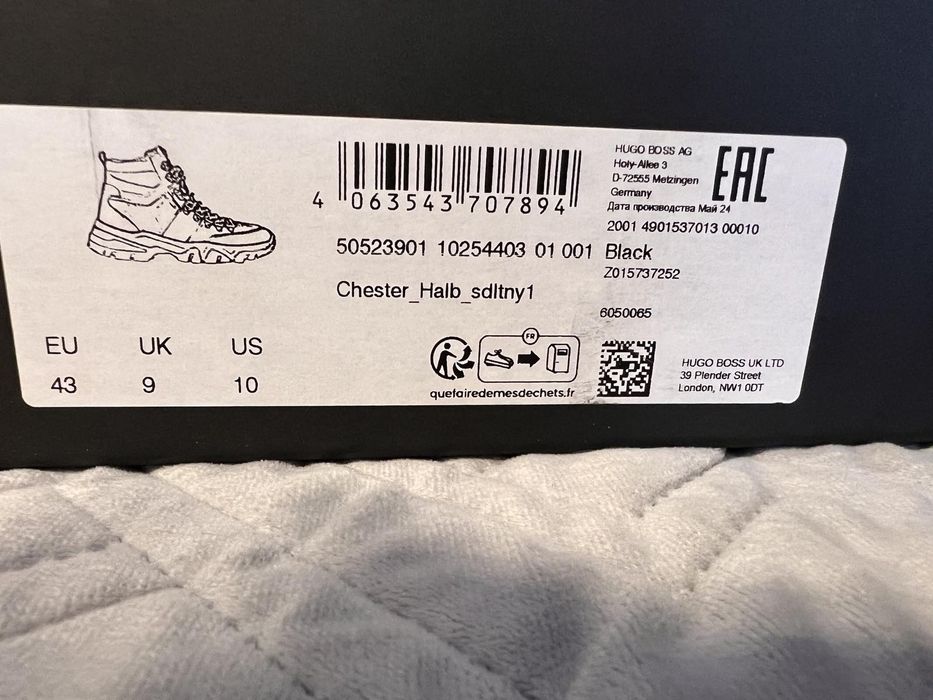 4 063543 707894
50523901 10254403 01 001 Black
Chester_Halb_sdltny1
HUGO BOSS AG
Holy-Allee 3
D-72555 Metzingen
Germany
Дата производства Май 24
EAC
2001 4901537013 00010
Z015737252
6050065
EU UK US
43 9 10
FR
quefairedemesdechets.fr
HUGO BOSS UK LTD
39 Plender Street
London, NW1 0DT